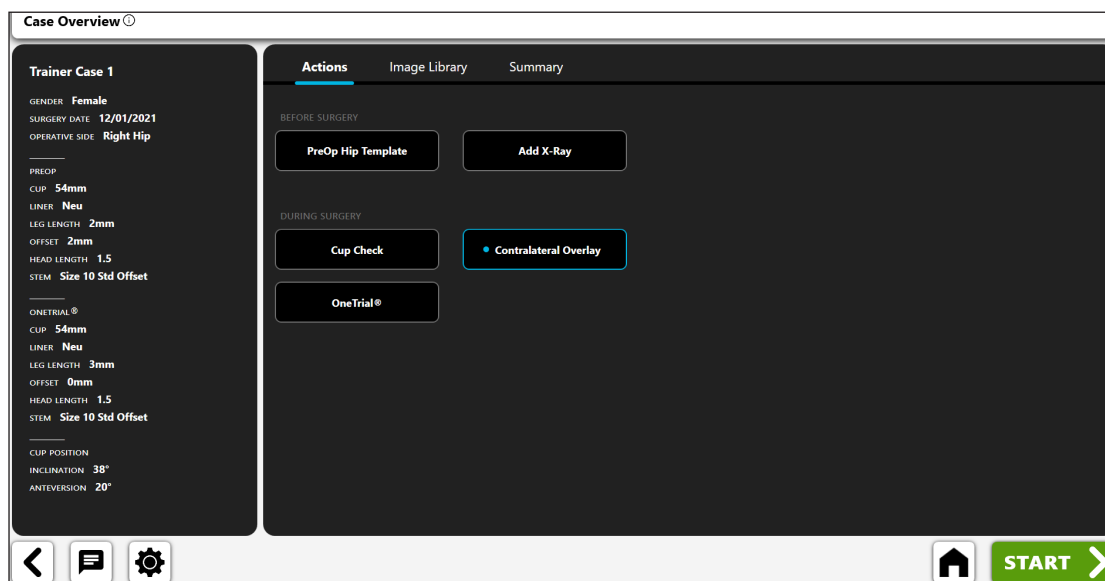 Case Overview
Trainer Case 1
GENDER Female
SURGERY DATE 12/01/2021
OPERATIVE SIDE Right Hip
PREOP
CUP 54mm
LINER Neu
LEG LENGTH 2mm
OFFSET 2mm
HEAD LENGTH 1.5
STEM Size 10 Std Offset
ONETRIAL®
CUP 54mm
LINER Neu
LEG LENGTH 3mm
OFFSET 0mm
HEAD LENGTH 1.5
STEM Size 10 Std Offset
CUP POSITION
INCLINATION 38°
ANTEVERSION 20°
Actions Image Library Summary
BEFORE SURGERY
PreOp Hip Template Add X-Ray
DURING SURGERY
Cup Check Contralateral Overlay
OneTrial®
START